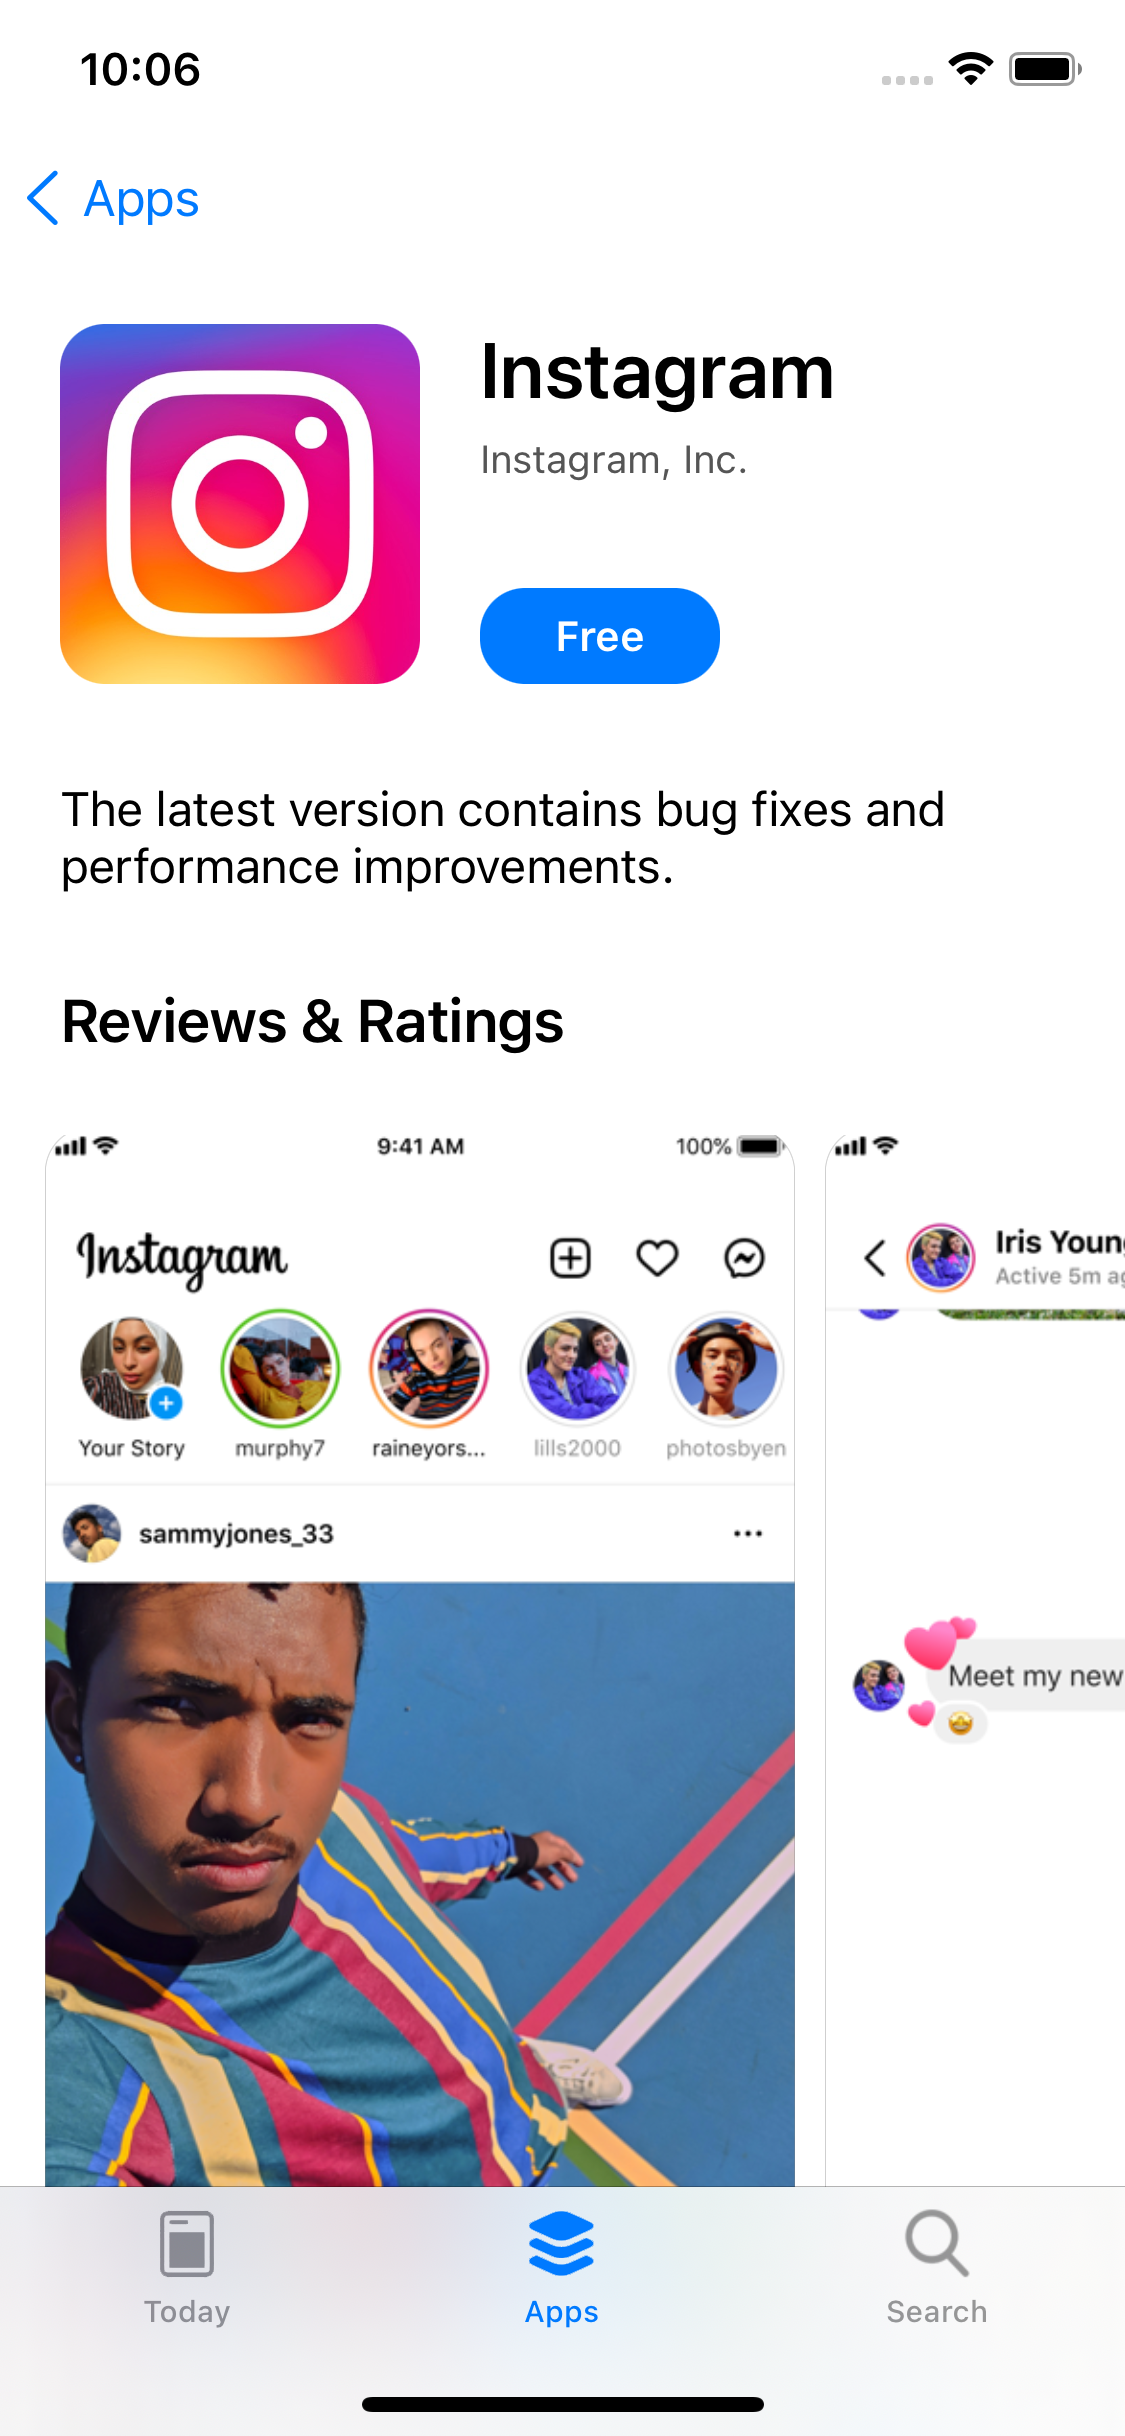 10:06
Apps
Instagram
Instagram, Inc.
Free
The latest version contains bug fixes and
performance improvements.
Reviews & Ratings
9:41 AM
100%
Instagram
Your Story
murphy7
raineyors...
lills2000
photosbyen
sammyjones_33
Iris Young
Active 5m ag
Meet my new
Today
Apps
Search